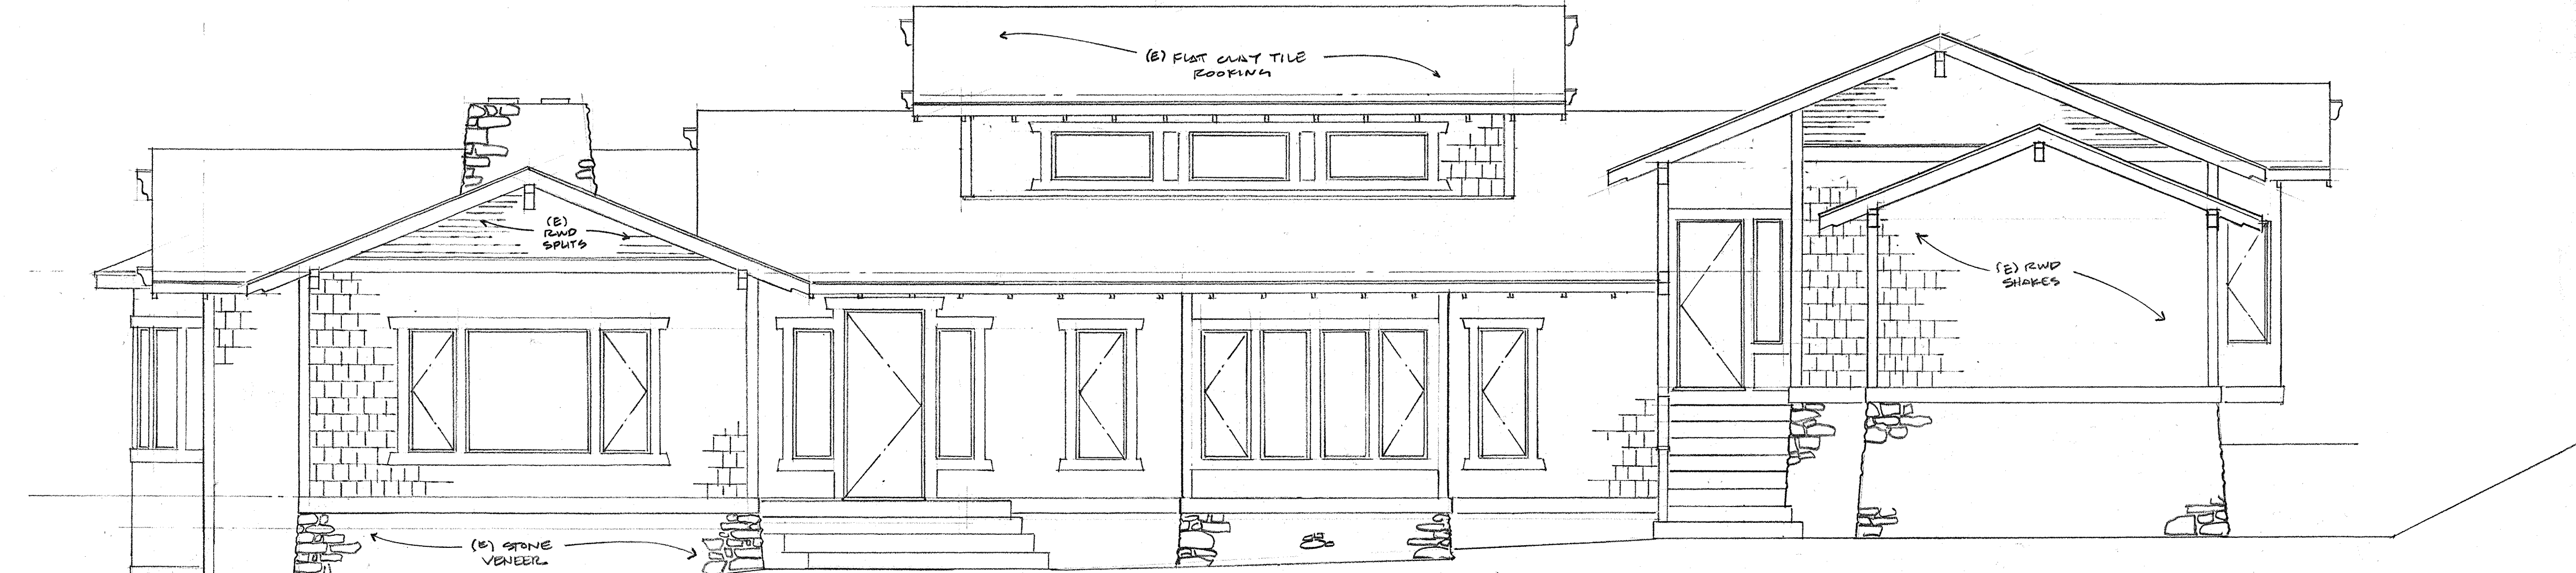 (E) FLAT CLAY TILE
ROOFING
(E)
RWD
SPLITS
(E) RWD
SHAKES
(E) STONE
VENEER